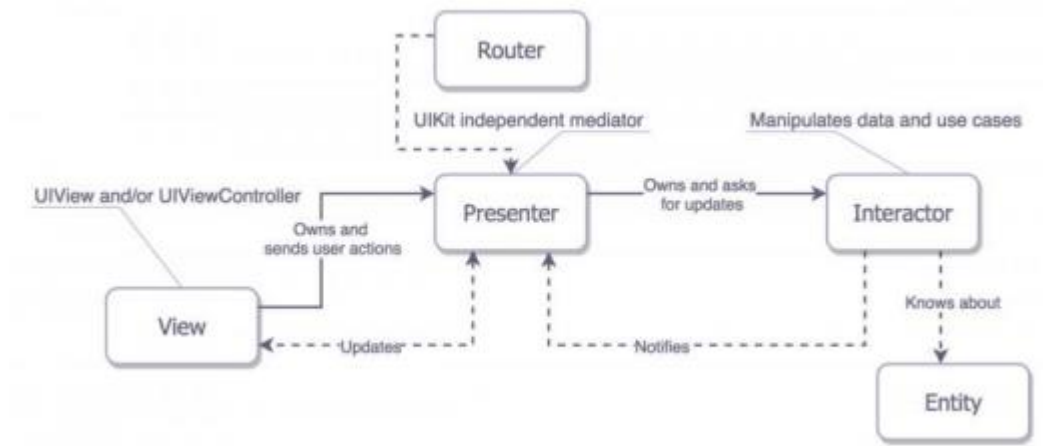 Router
UIKit independent mediator
Manipulates data and use cases
UIView and/or UIViewController
Presenter
Owns and asks
for updates
Interactor
Owns and
sends user actions
View
Updates
Notifies
Knows about
Entity